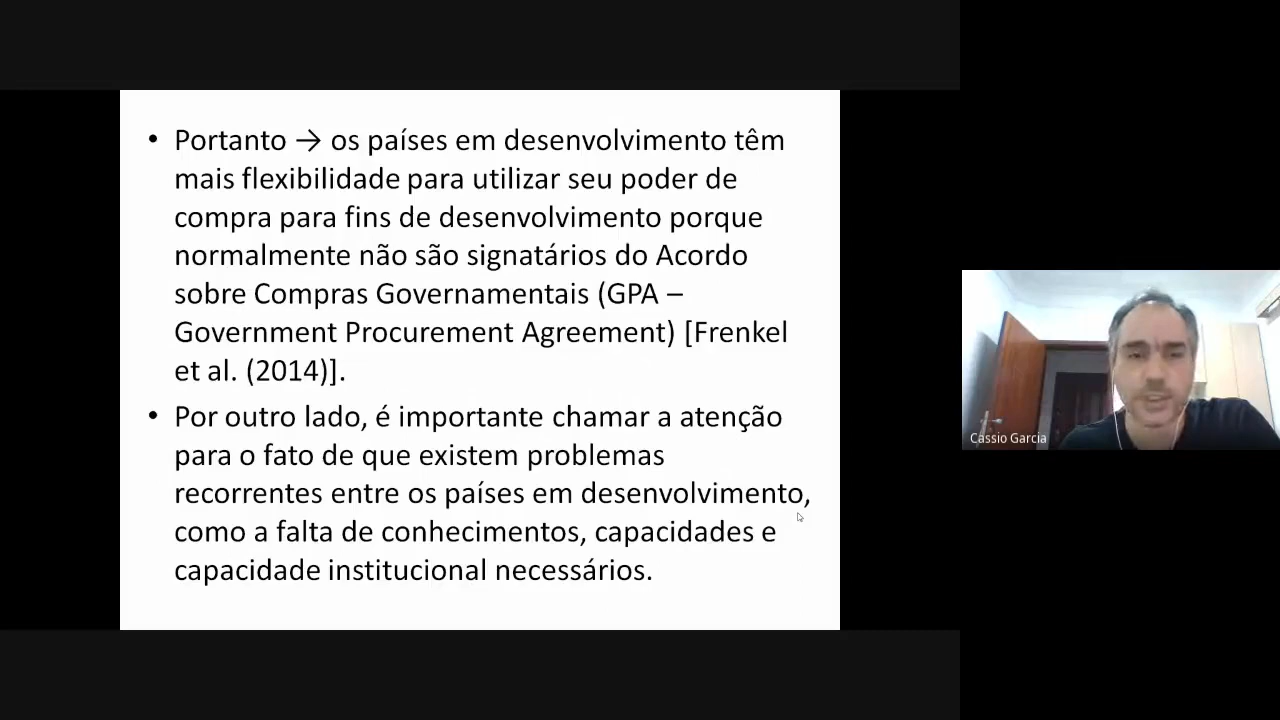 • Portanto → os países em desenvolvimento têm
mais flexibilidade para utilizar seu poder de
compra para fins de desenvolvimento porque
normalmente não são signatários do Acordo
sobre Compras Governamentais (GPA –
Government Procurement Agreement) [Frenkel
et al. (2014)].
• Por outro lado, é importante chamar a atenção
para o fato de que existem problemas
recorrentes entre os países em desenvolvimento,
como a falta de conhecimentos, capacidades e
capacidade institucional necessários.
Cassio Garcia